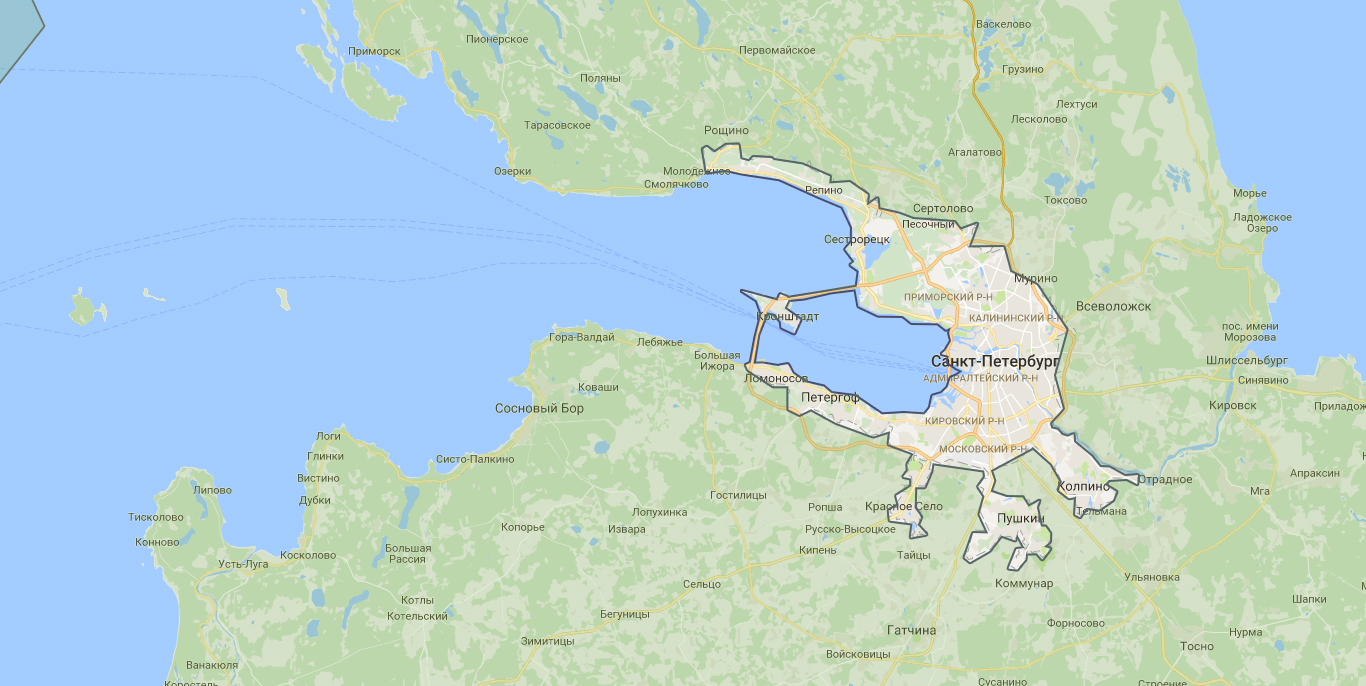 Васкелово
Пионерское
Приморск
Первомайское
Грузино
Поляны
Лехтуси
Лесколово
Тарасовское
Рощино
Агалатово
Озерки
Молодёжное
Смолячково
Репино
Морье
Токсово
Сертолово
Ладожское
Озеро
Песочный
Сестрорецк
Мурино
ПРИМОРСКИЙ Р-Н
Всеволожск
Кронштадт
КАЛИНИНСКИЙ Р-Н
пос. имени
Морозова
Гора-Валдай
Лебяжье
Большая
Ижора
Санкт-Петербург
Шлиссельбург
Ломоносов
АДМИРАЛТЕЙСКИЙ Р-Н
Синявино
Коваши
Петергоф
Сосновый Бор
Кировск
Приладож
КИРОВСКИЙ Р-Н
Логи
Глинки
МОСКОВСКИЙ Р-Н
Систо-Палкино
Апраксин
Вистино
Отрадное
Липово
Колпино
Мга
Дубки
Гостилицы
Ропша
Красное Село
Тельмана
Тисколово
Лопухинка
Пушкин
Копорье
Извара
Русско-Высоцкое
Конново
Косколово
Большая
Россия
Кипень
Тайцы
Усть-Луга
Сельцо
Коммунар
Ульяновка
Котлы
Котельский
Бегуницы
Шапки
Форносово
Гатчина
Нурма
Зимитицы
Тосно
Войсковицы
Ванакюля
Коростель
Сусанино
Строение